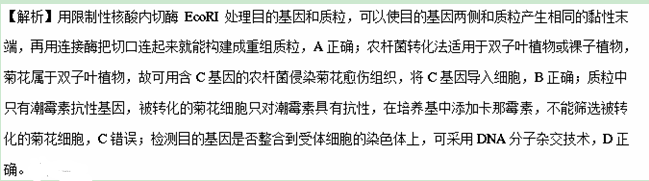 【解析】用限制性核酸内切酶 EcoRI 处理目的基因和质粒，可以使目的基因两侧和质粒产生相同的黏性末
端，再用连接酶把切口连起来就能构建成重组质粒，A 正确；农杆菌转化法适用于双子叶植物或裸子植物，
菊花属于双子叶植物，故可用含 C 基因的农杆菌侵染菊花愈伤组织，将 C 基因导入细胞，B 正确；质粒中
只有潮霉素抗性基因，被转化的菊花细胞只对潮霉素具有抗性，在培养基中添加卡那霉素，不能筛选被转
化的菊花细胞，C 错误；检测目的基因是否整合到受体细胞的染色体上，可采用 DNA 分子杂交技术，D 正
确。